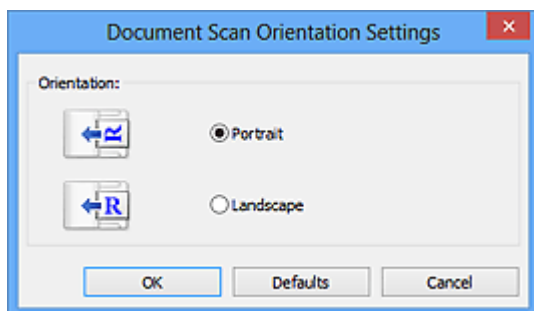 Document Scan Orientation Settings
Orientation:
R
Portrait
R
Landscape
OK Defaults Cancel